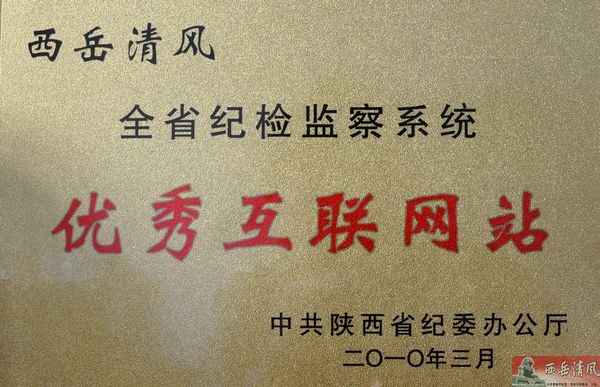 西岳清风
全省纪检监察系统
优秀互联网站
中共陕西省纪委办公厅
二〇一〇年三月
西岳清风